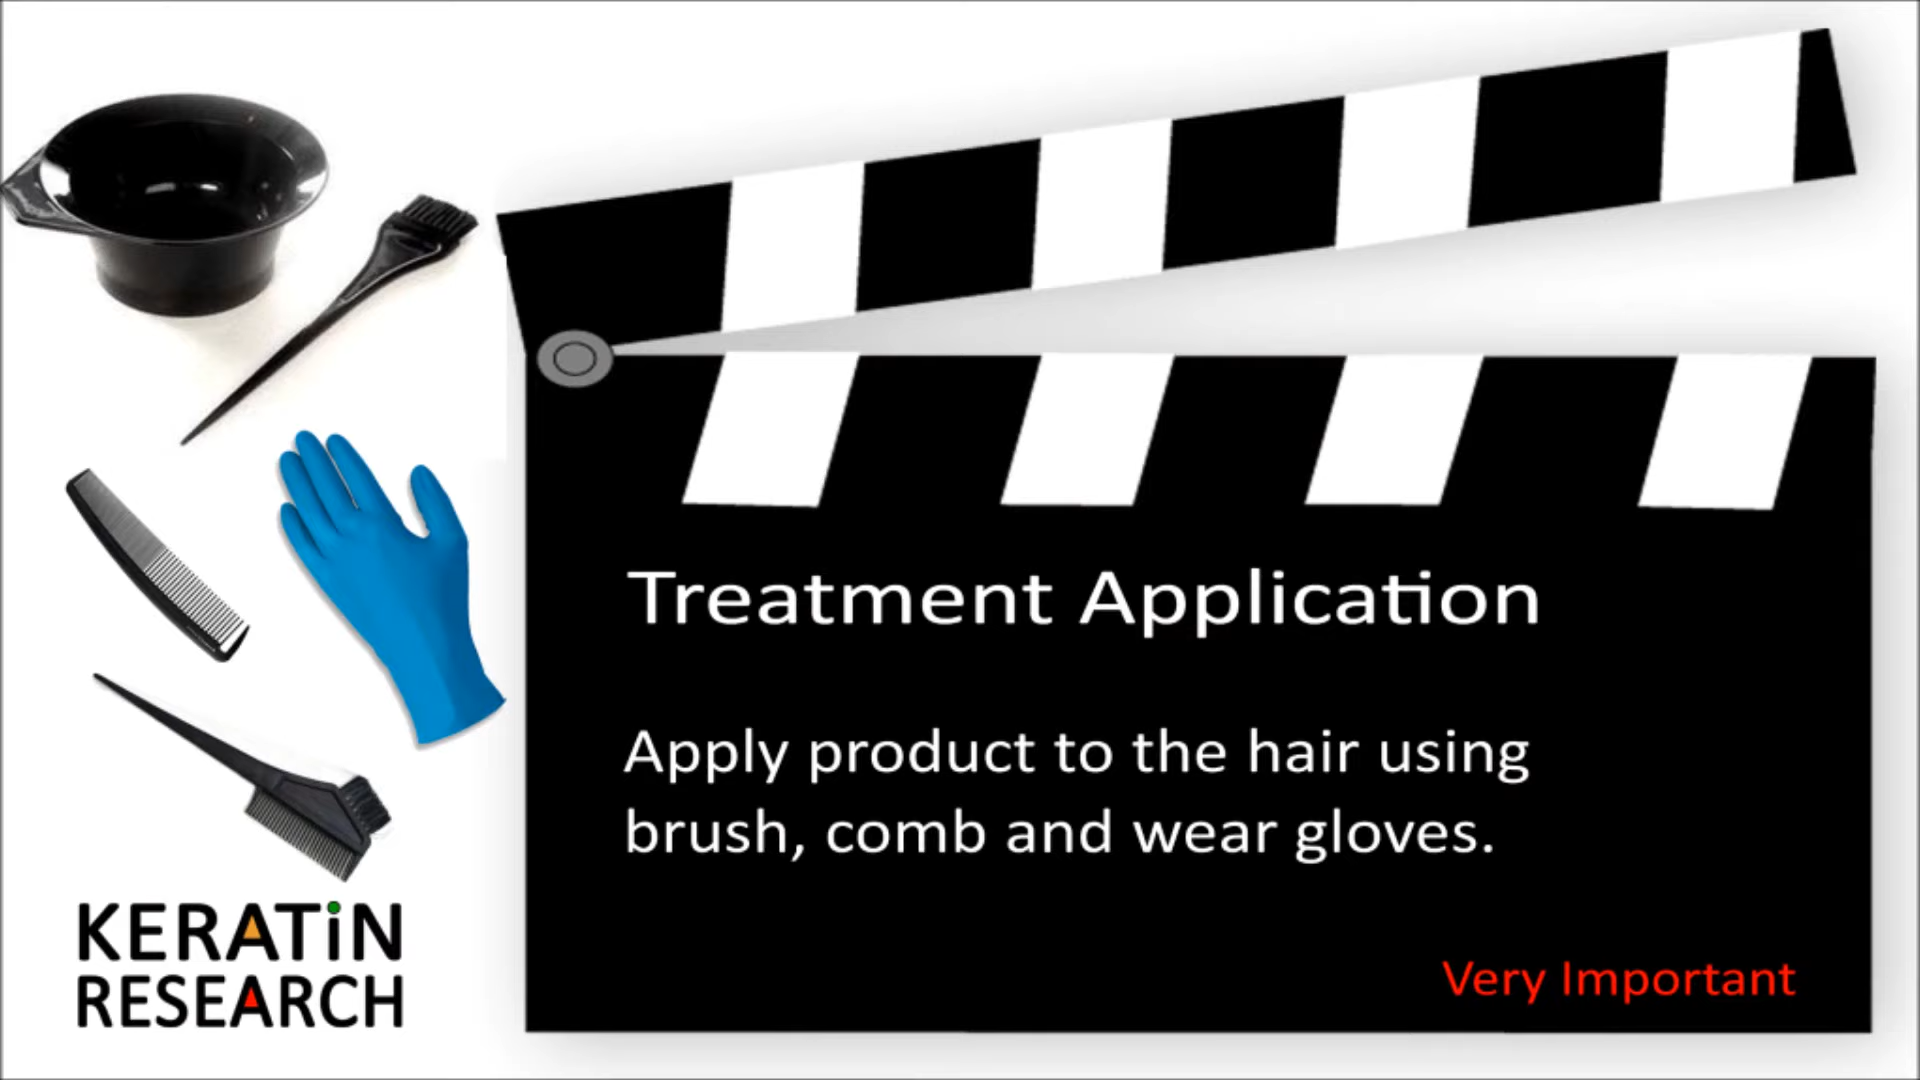 Treatment Application
Apply product to the hair using
brush, comb and wear gloves.
Very Important
KERATiN
RESEARCH